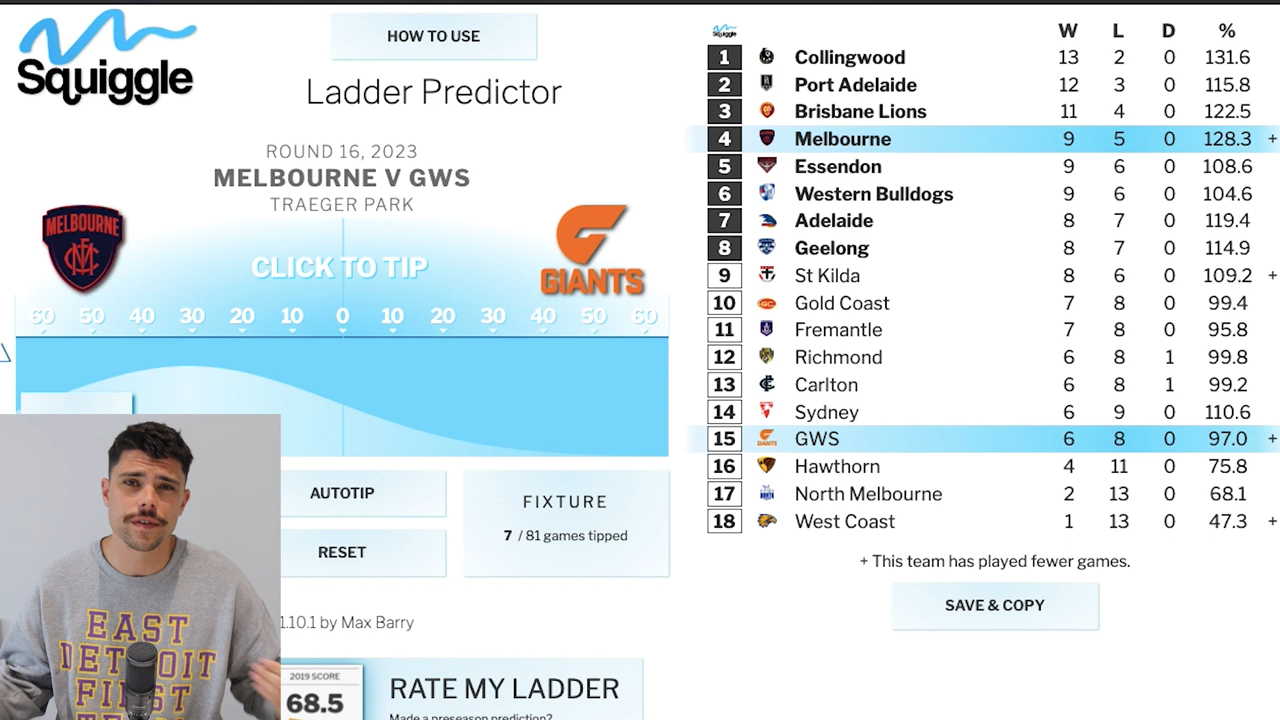 Squiggle
HOW TO USE
Ladder Predictor
ROUND 16, 2023
MELBOURNE V GWS
TRAEGER PARK
MELBOURNE
GIANTS
CLICK TO TIP
60 50 40 30 20 10 0 10 20 30 40 50 60
AUTOTIP
RESET
FIXTURE
7 / 81 games tipped
1.10.1 by Max Barry
2019 SCORE
68.5
RATE MY LADDER
Made a preseason prediction?
EAST
DETROIT
FIRST
W L D %
1 Collingwood 13 2 0 131.6
2 Port Adelaide 12 3 0 115.8
3 Brisbane Lions 11 4 0 122.5
4 Melbourne 9 5 0 128.3 +
5 Essendon 9 6 0 108.6
6 Western Bulldogs 9 6 0 104.6
7 Adelaide 8 7 0 119.4
8 Geelong 8 7 0 114.9
9 St Kilda 8 6 0 109.2 +
10 Gold Coast 7 8 0 99.4
11 Fremantle 7 8 0 95.8
12 Richmond 6 8 1 99.8
13 Carlton 6 8 1 99.2
14 Sydney 6 9 0 110.6
15 GWS 6 8 0 97.0 +
16 Hawthorn 4 11 0 75.8
17 North Melbourne 2 13 0 68.1
18 West Coast 1 13 0 47.3 +
+ This team has played fewer games.
SAVE & COPY